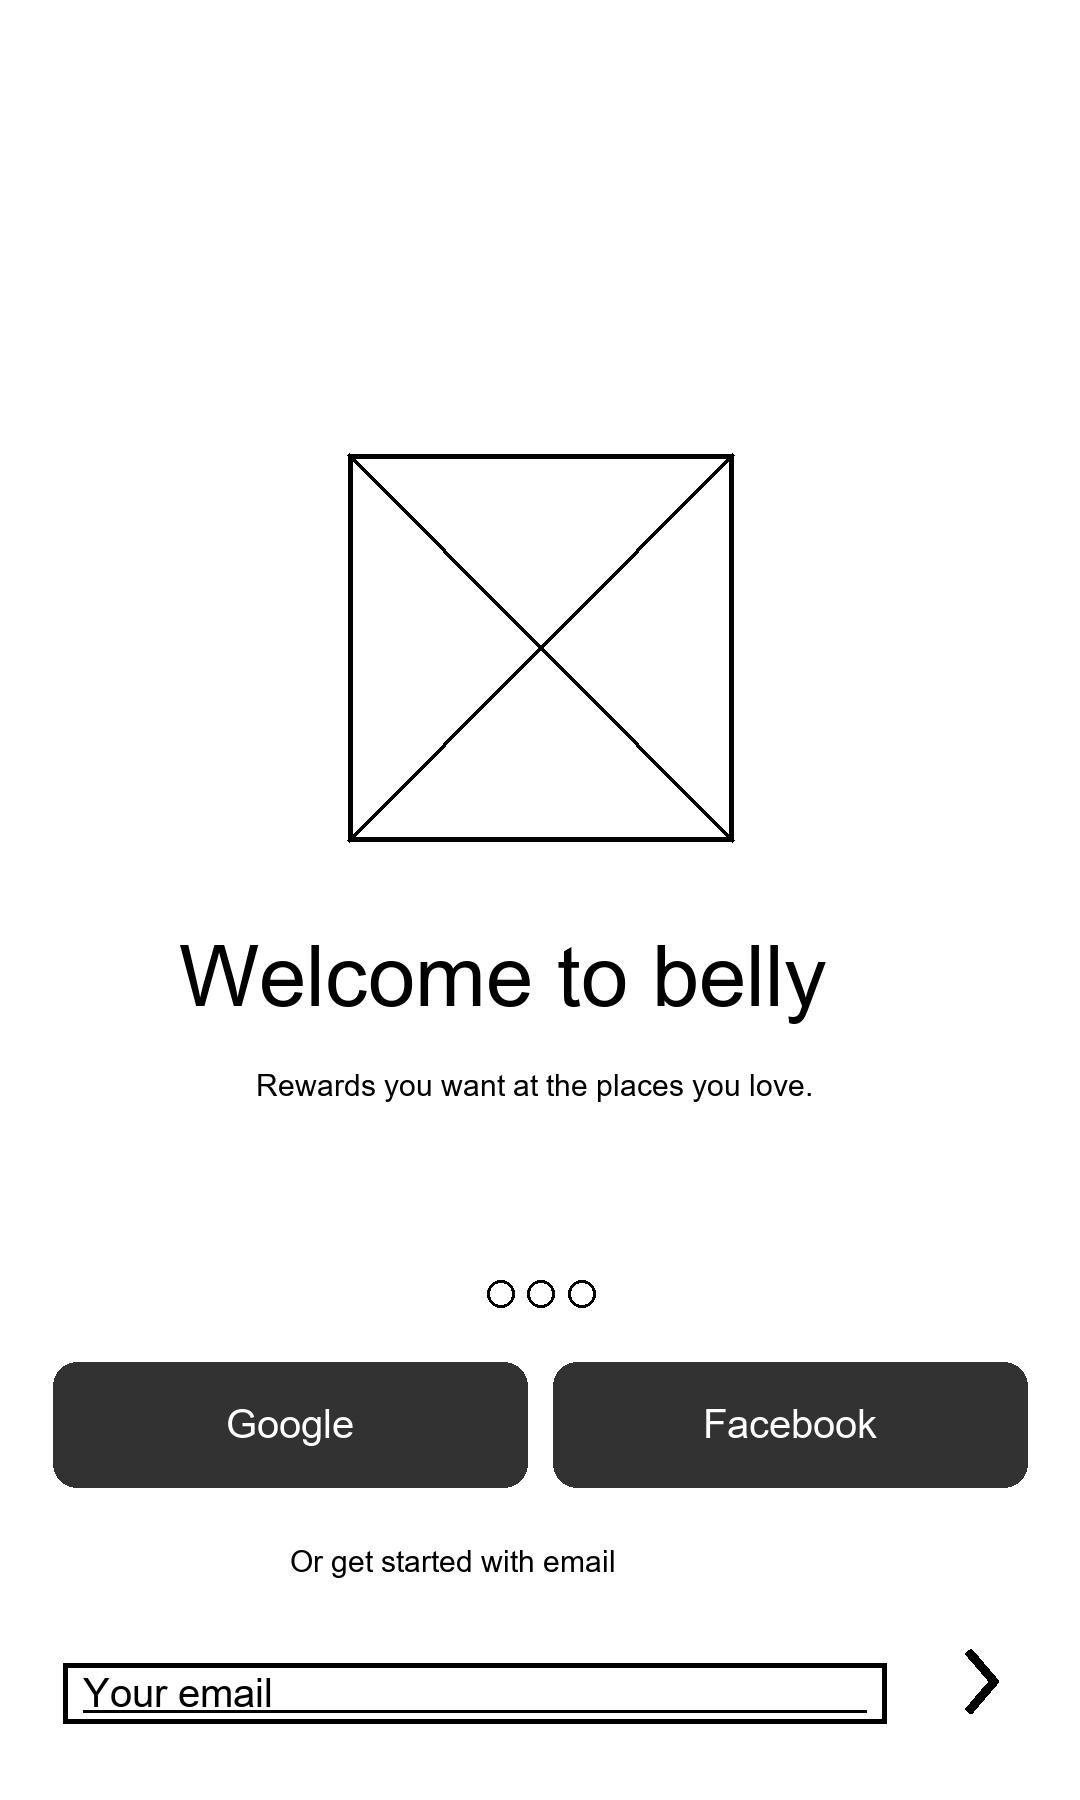 Welcome to belly
Rewards you want at the places you love.
Google
Facebook
Or get started with email
Your email